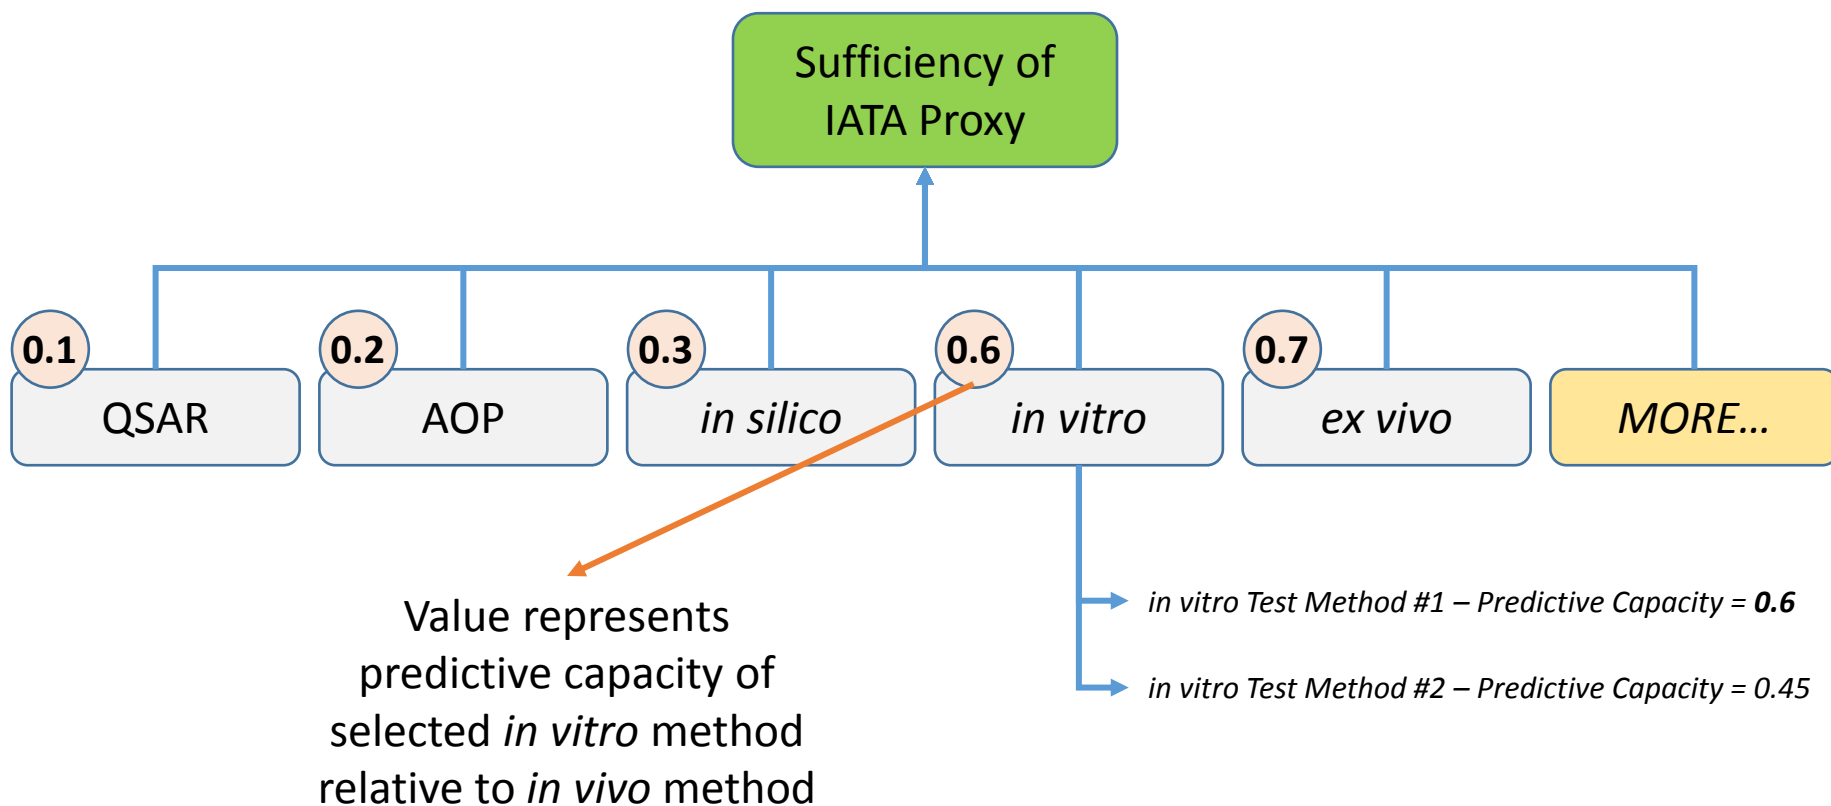 Sufficiency of
IATA Proxy
0.1
0.2
0.3
0.6
0.7
QSAR
AOP
in silico
in vitro
ex vivo
MORE...
Value represents
predictive capacity of
selected in vitro method
relative to in vivo method
in vitro Test Method #1 – Predictive Capacity = 0.6
in vitro Test Method #2 – Predictive Capacity = 0.45